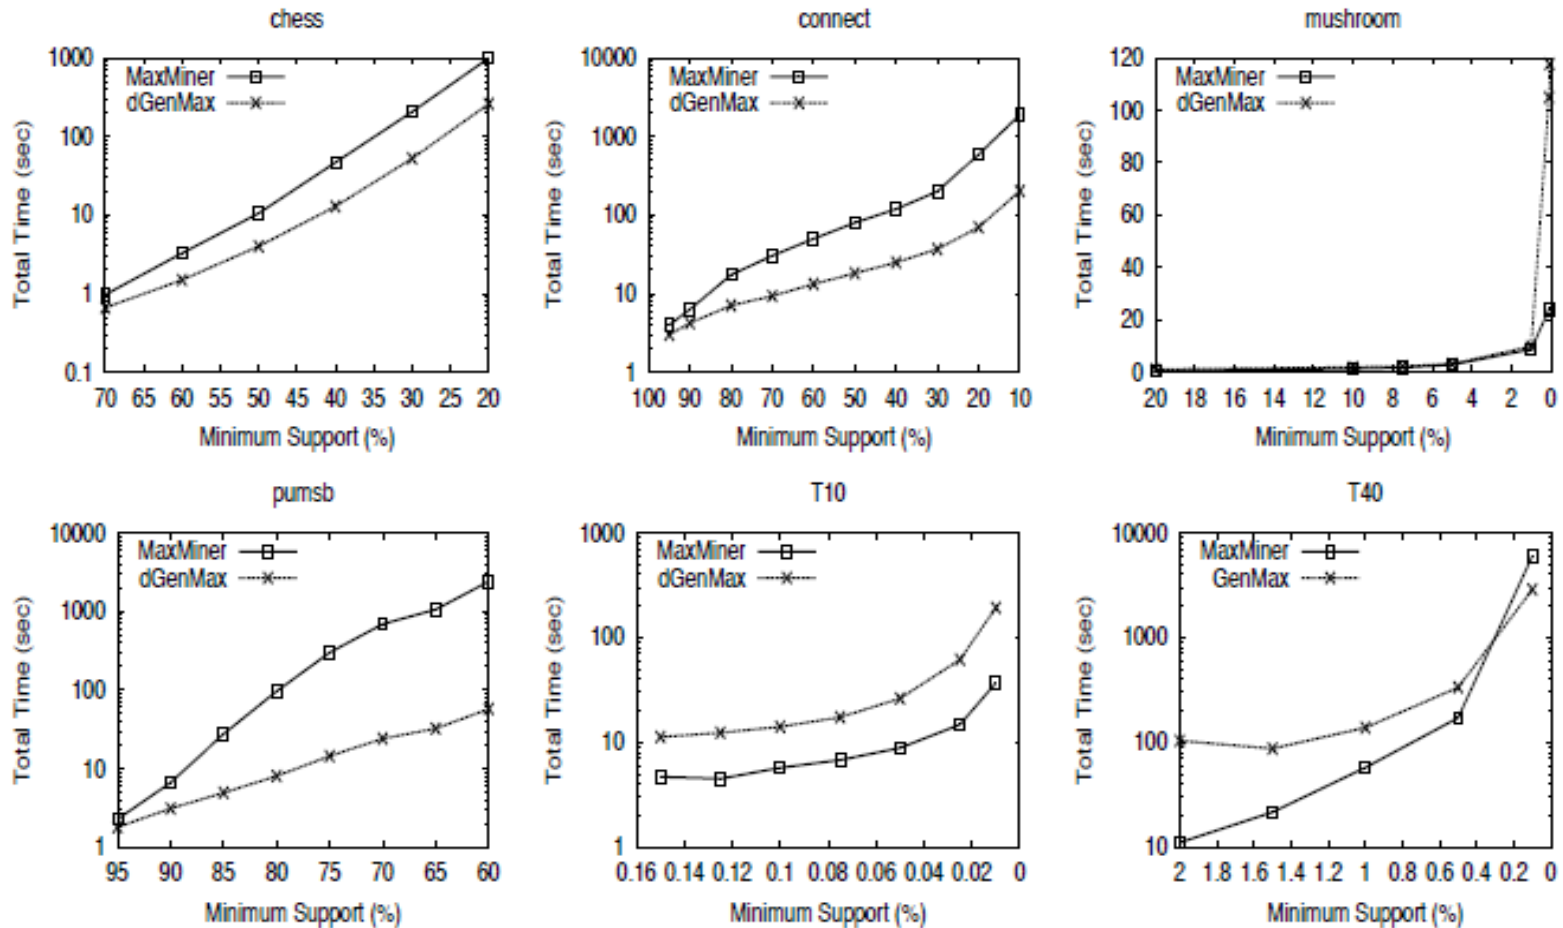 chess
Total Time (sec)
1000
100
10
1
0.1
MaxMiner
dGenMax
70 65 60 55 50 45 40 35 30 25 20
Minimum Support (%)
connect
Total Time (sec)
10000
1000
100
10
1
MaxMiner
dGenMax
100 90 80 70 60 50 40 30 20 10
Minimum Support (%)
mushroom
Total Time (sec)
120
100
80
60
40
20
0
MaxMiner
dGenMax
20 18 16 14 12 10 8 6 4 2 0
Minimum Support (%)
pumsb
Total Time (sec)
10000
1000
100
10
1
MaxMiner
dGenMax
95 90 85 80 75 70 65 60
Minimum Support (%)
T10
Total Time (sec)
1000
100
10
1
MaxMiner
dGenMax
0.16 0.14 0.12 0.1 0.08 0.06 0.04 0.02 0
Minimum Support (%)
T40
Total Time (sec)
10000
1000
100
10
MaxMiner
GenMax
2 1.8 1.6 1.4 1.2 1 0.8 0.6 0.4 0.2 0
Minimum Support (%)